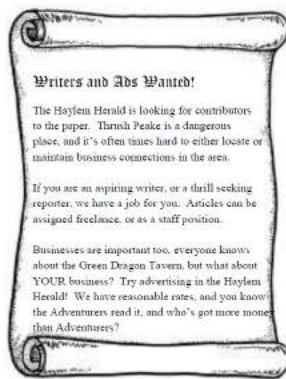 Writers and Ads Wanted!
The Haylem Herald is looking for contributors
to the paper. Thrush Peake is a dangerous
place, and it's often times hard to either locate or
maintain business connections in the area.
If you are an aspiring writer, or a thrill seeking
reporter, we have a job for you. Articles can be
assigned freelance, or as a staff position.
Businesses are important too, everyone knows
about the Green Dragon Tavern, but what about
YOUR business? Try advertising in the Haylem
Herald! We have reasonable rates, and you know
the Adventurers read it, and who's got more money
than Adventurers?